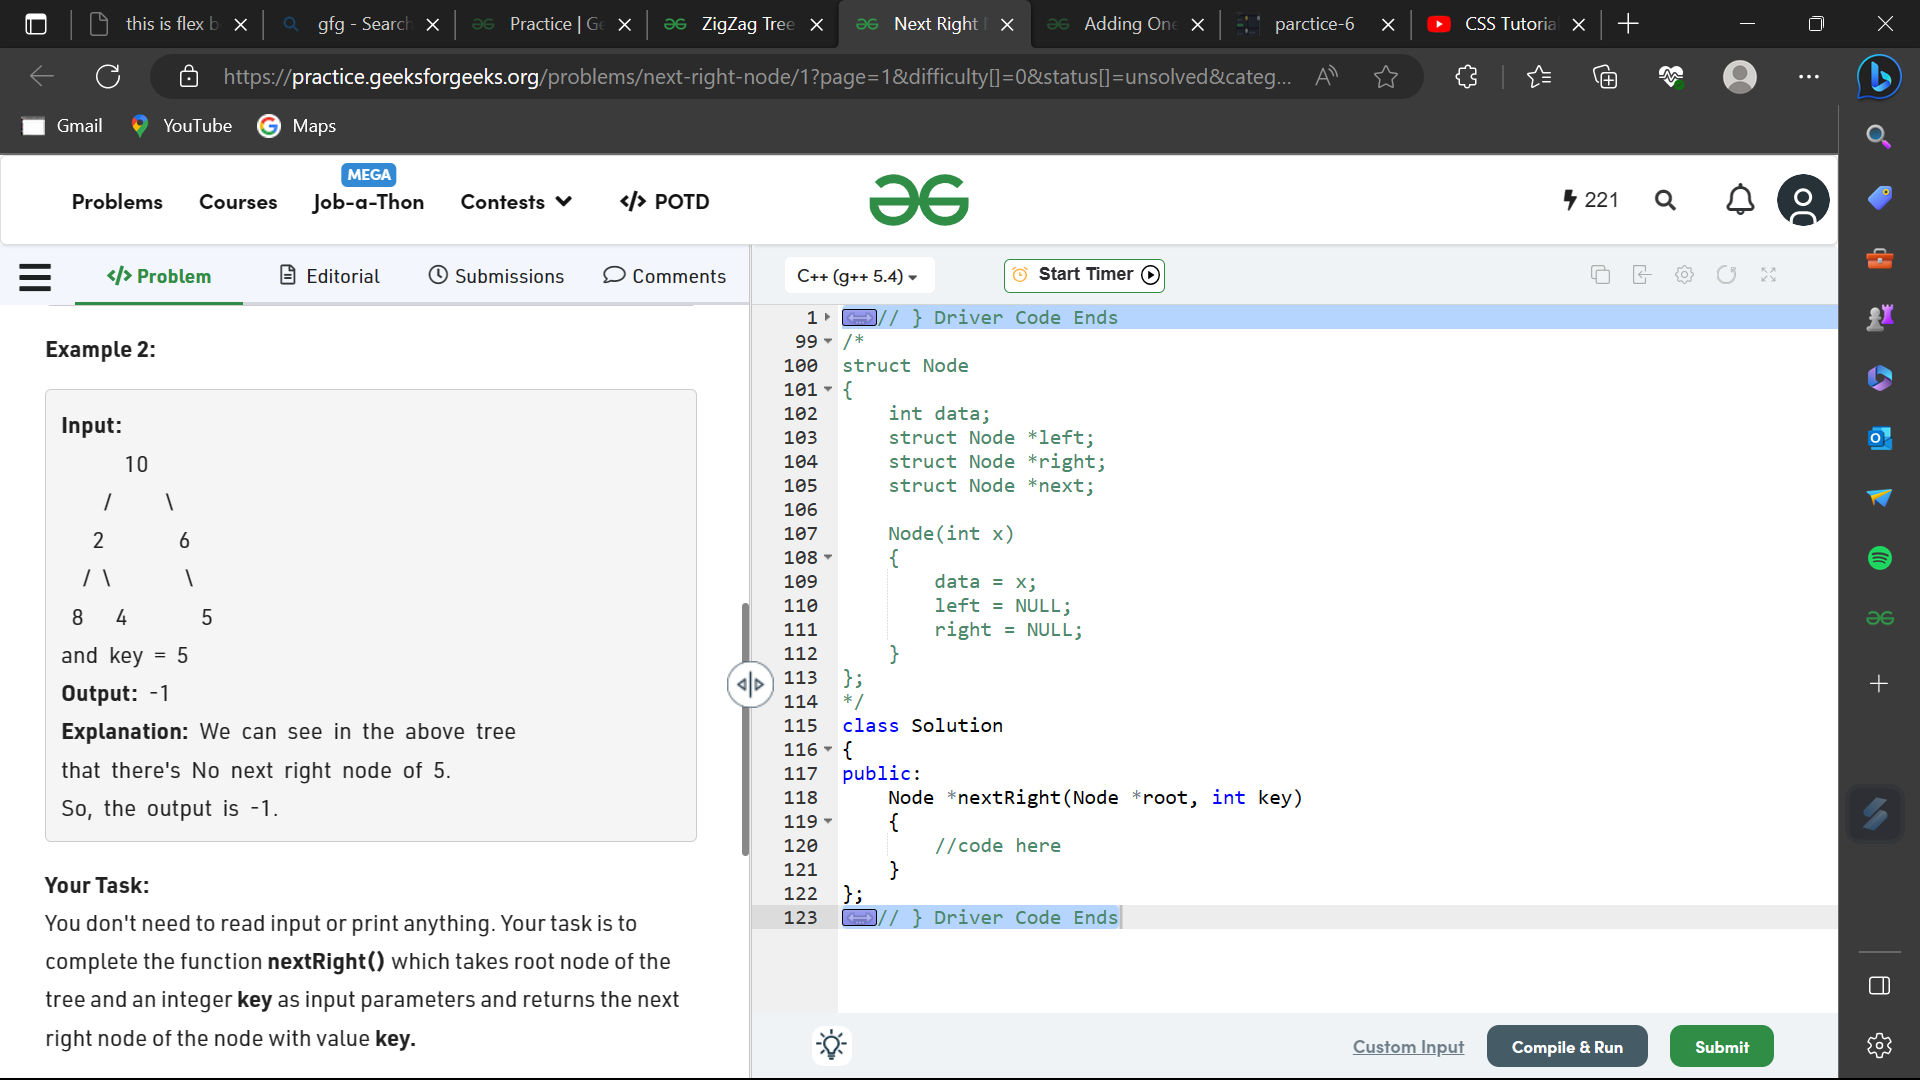 this is flex b
gfg - Search
Practice | Ge
ZigZag Tree
Next Right
Adding One
parctice-6
CSS Tutoria
https://practice.geeksforgeeks.org/problems/next-right-node/1?page=1&difficulty[]=0&status[]=unsolved&categ...
Gmail
YouTube
Maps
MEGA
Problems
Courses
Job-a-Thon
Contests
</> POTD
221
</> Problem
Editorial
Submissions
Comments
C++ (g++ 5.4)
Start Timer
Example 2:
Input:
10
/ \
2 6
/ \ \
8 4 5
and key = 5
Output: -1
Explanation: We can see in the above tree
that there's No next right node of 5.
So, the output is -1.
Your Task:
You don't need to read input or print anything. Your task is to
complete the function nextRight() which takes root node of the
tree and an integer key as input parameters and returns the next
right node of the node with value key.
1 // } Driver Code Ends
99 /*
100 struct Node
101 {
102 int data;
103 struct Node *left;
104 struct Node *right;
105 struct Node *next;
106
107 Node(int x)
108 {
109 data = x;
110 left = NULL;
111 right = NULL;
112 }
113 };
114 */
115 class Solution
116 {
117 public:
118 Node *nextRight(Node *root, int key)
119 {
120 //code here
121 }
122 };
123 // } Driver Code Ends
Custom Input
Compile & Run
Submit